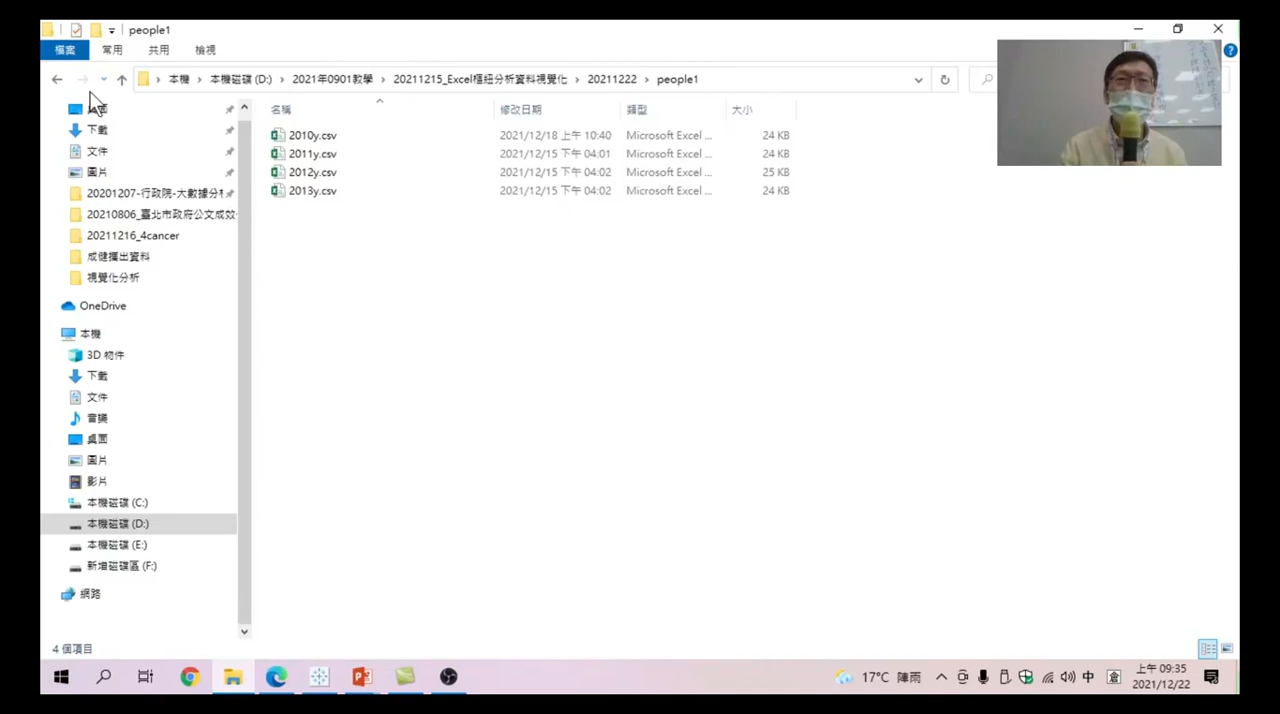 people1
檔案 常用 共用 檢視
本機 本機磁碟 (D:) 2021年0901教學 20211215_Excel樞紐分析資料視覺化 20211222 people1
名稱 修改日期 類型 大小
2010y.csv 2021/12/18 上午 10:40 Microsoft Excel ... 24 KB
2011y.csv 2021/12/15 下午 04:01 Microsoft Excel ... 24 KB
2012y.csv 2021/12/15 下午 04:02 Microsoft Excel ... 25 KB
2013y.csv 2021/12/15 下午 04:02 Microsoft Excel ... 24 KB
下載
文件
圖片
20201207-行政院-大數據分
20210806_臺北市政府公文成效
20211216_4cancer
成健攜出資料
視覺化分析
OneDrive
本機
3D 物件
下載
文件
音樂
桌面
圖片
影片
本機磁碟 (C:)
本機磁碟 (D:)
本機磁碟 (E:)
新增磁碟區 (F:)
網路
4 個項目
17°C 陣雨 中 倉 上午 09:35
2021/12/22